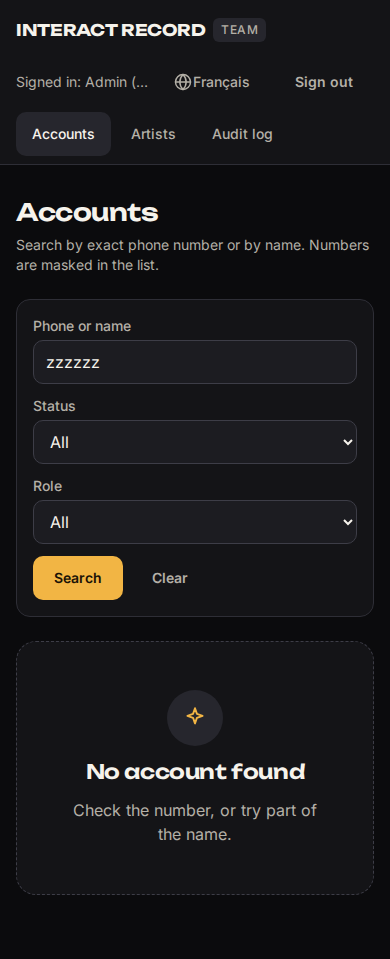 INTERACT RECORD TEAM
Signed in: Admin (... Français Sign out
Accounts Artists Audit log
Accounts
Search by exact phone number or by name. Numbers
are masked in the list.
Phone or name
zzzzzz
Status
All
Role
All
Search Clear
No account found
Check the number, or try part of
the name.